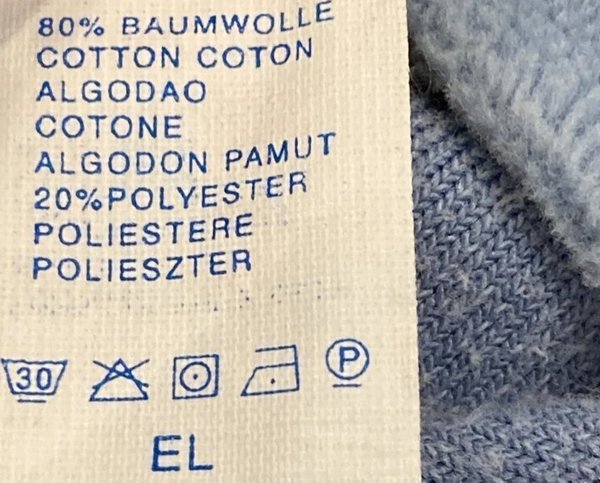 80% BAUMWOLLE
COTTON COTON
ALGODAO
COTONE
ALGODON PAMUT
20%POLYESTER
POLIESTERE
POLIESZTER
30 P
EL